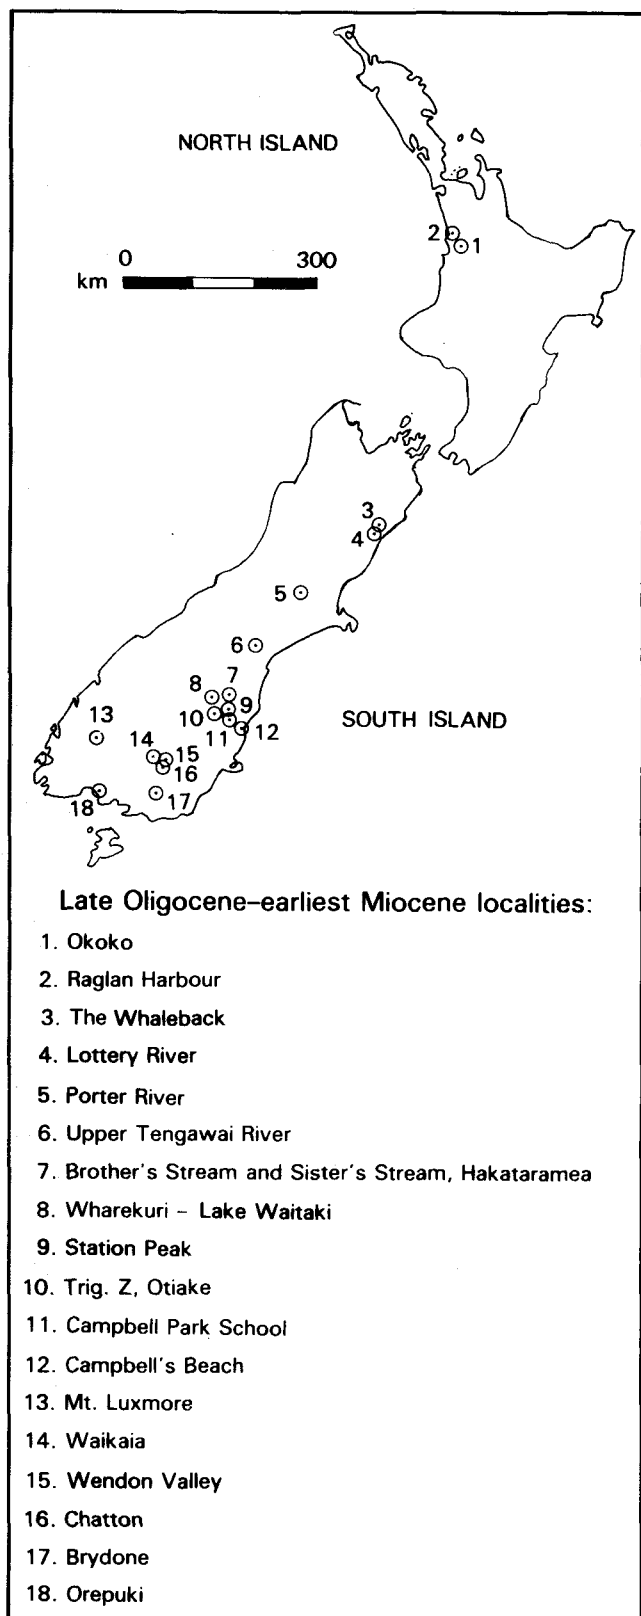 NORTH ISLAND
0 300
km
2
1
3
4
5
6
7
8
9
10
11
12
13
14
15
16
17
18
SOUTH ISLAND
Late Oligocene–earliest Miocene localities:
1. Okoko
2. Raglan Harbour
3. The Whaleback
4. Lottery River
5. Porter River
6. Upper Tengawai River
7. Brother's Stream and Sister's Stream, Hakataramea
8. Wharekuri – Lake Waitaki
9. Station Peak
10. Trig. Z, Otiake
11. Campbell Park School
12. Campbell's Beach
13. Mt. Luxmore
14. Waikaia
15. Wendon Valley
16. Chatton
17. Brydone
18. Orepuki